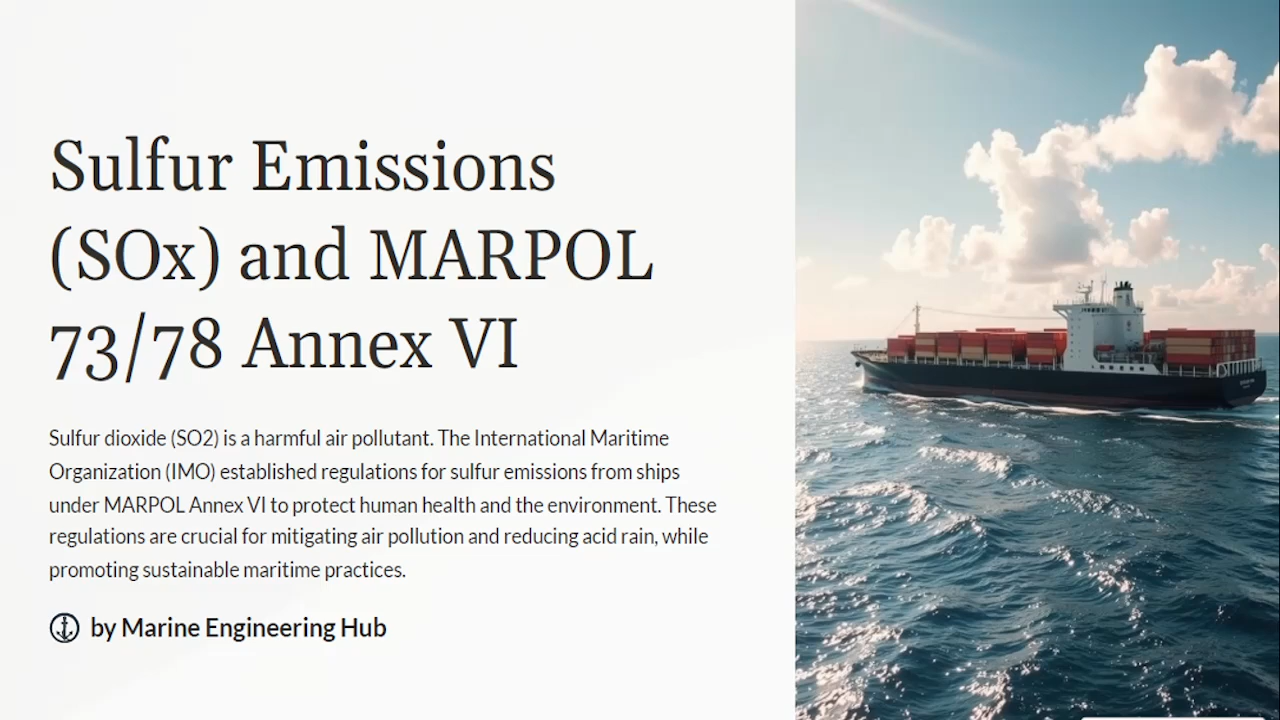 Sulfur Emissions
(SOx) and MARPOL
73/78 Annex VI
Sulfur dioxide (SO2) is a harmful air pollutant. The International Maritime
Organization (IMO) established regulations for sulfur emissions from ships
under MARPOL Annex VI to protect human health and the environment. These
regulations are crucial for mitigating air pollution and reducing acid rain, while
promoting sustainable maritime practices.
by Marine Engineering Hub